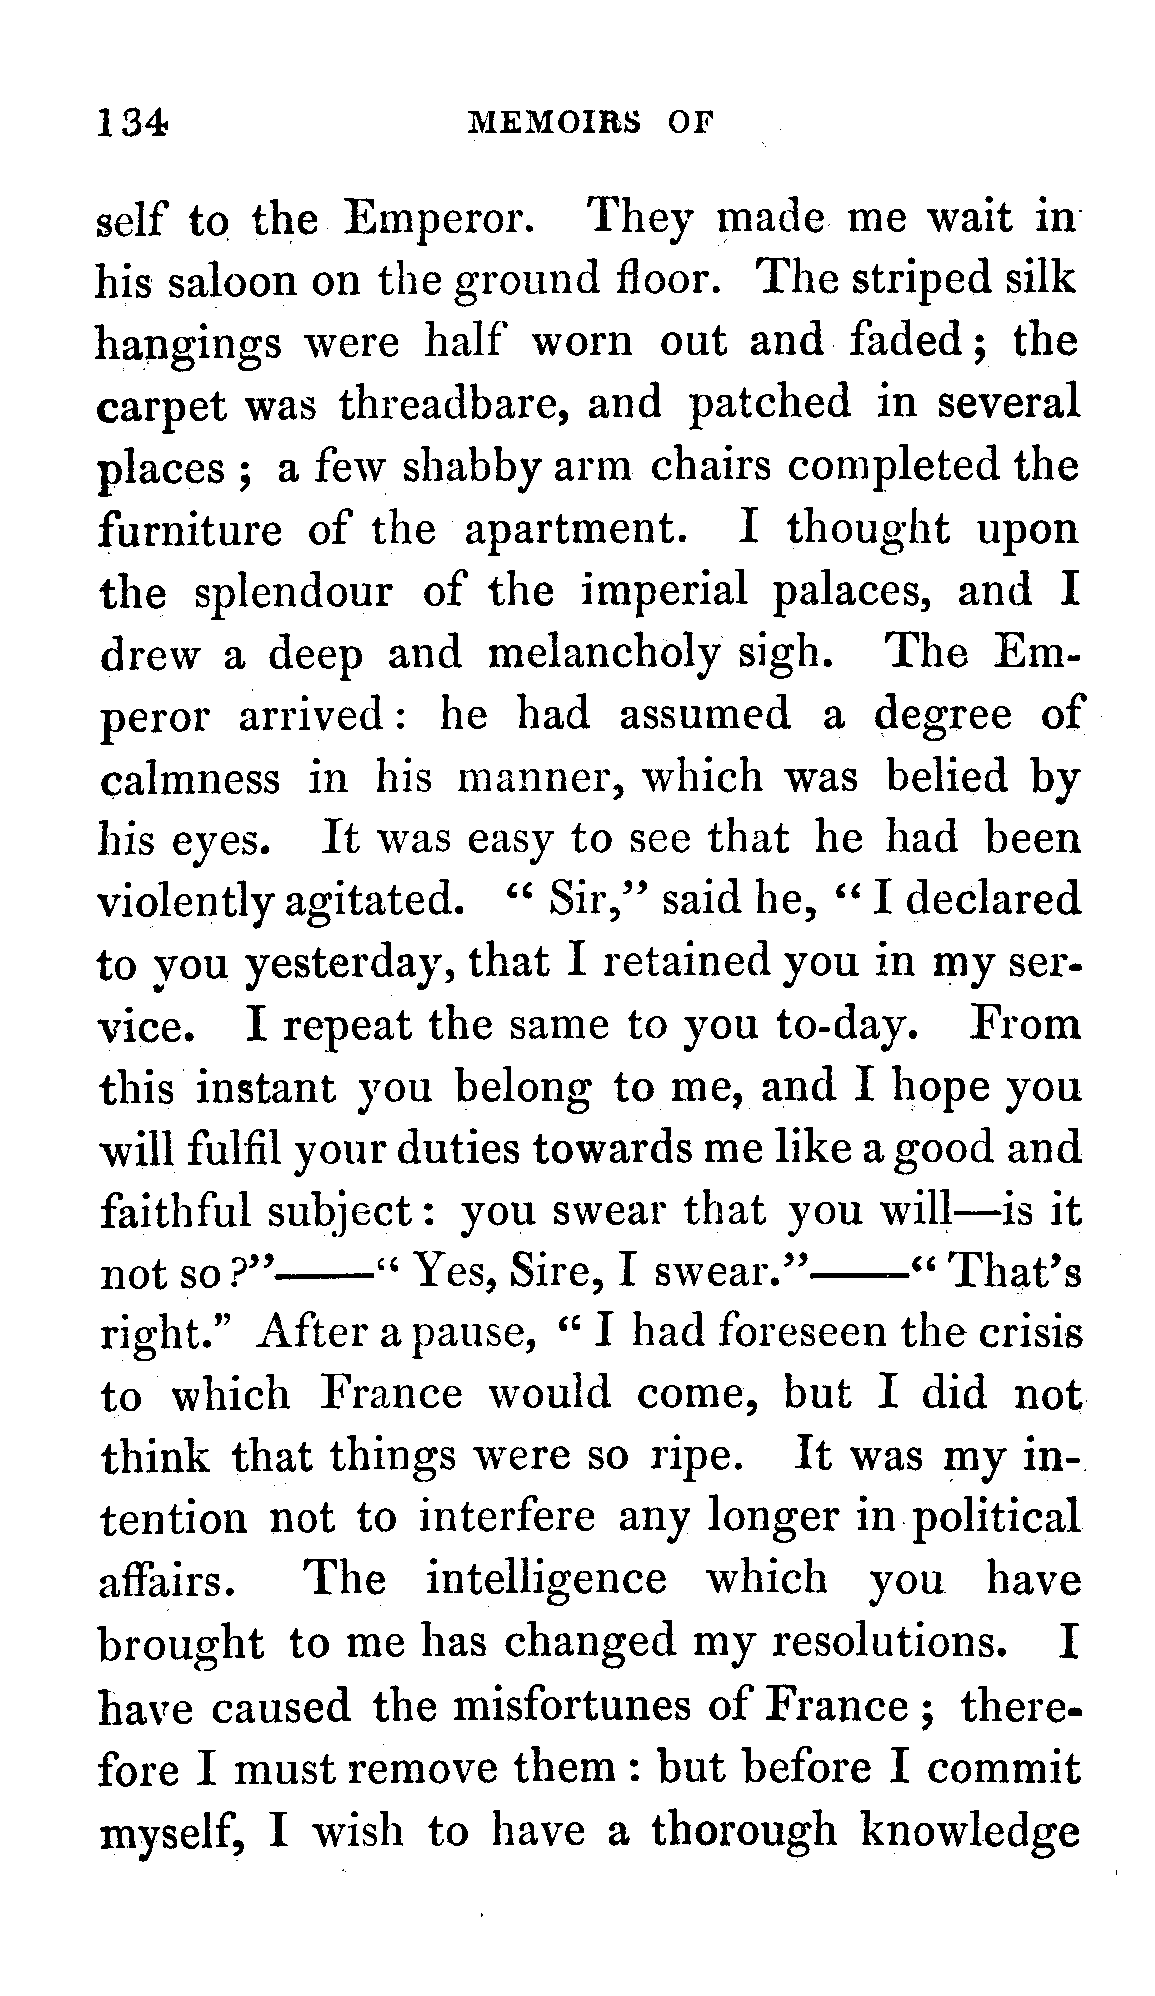 134 MEMOIRS OF
self to the Emperor. They made me wait in
his saloon on the ground floor. The striped silk
hangings were half worn out and faded; the
carpet was threadbare, and patched in several
places ; a few shabby arm chairs completed the
furniture of the apartment. I thought upon
the splendour of the imperial palaces, and I
drew a deep and melancholy sigh. The Em-
peror arrived: he had assumed a degree of
calmness in his manner, which was belied by
his eyes. It was easy to see that he had been
violently agitated. “ Sir,” said he, “ I declared
to you yesterday, that I retained you in my ser-
vice. I repeat the same to you to-day. From
this instant you belong to me, and I hope you
will fulfil your duties towards me like a good and
faithful subject: you swear that you will—is it
not so?”——“ Yes, Sire, I swear.”——“ That’s
right.” After a pause, “ I had foreseen the crisis
to which France would come, but I did not
think that things were so ripe. It was my in-
tention not to interfere any longer in political
affairs. The intelligence which you have
brought to me has changed my resolutions. I
have caused the misfortunes of France ; there-
fore I must remove them : but before I commit
myself, I wish to have a thorough knowledge